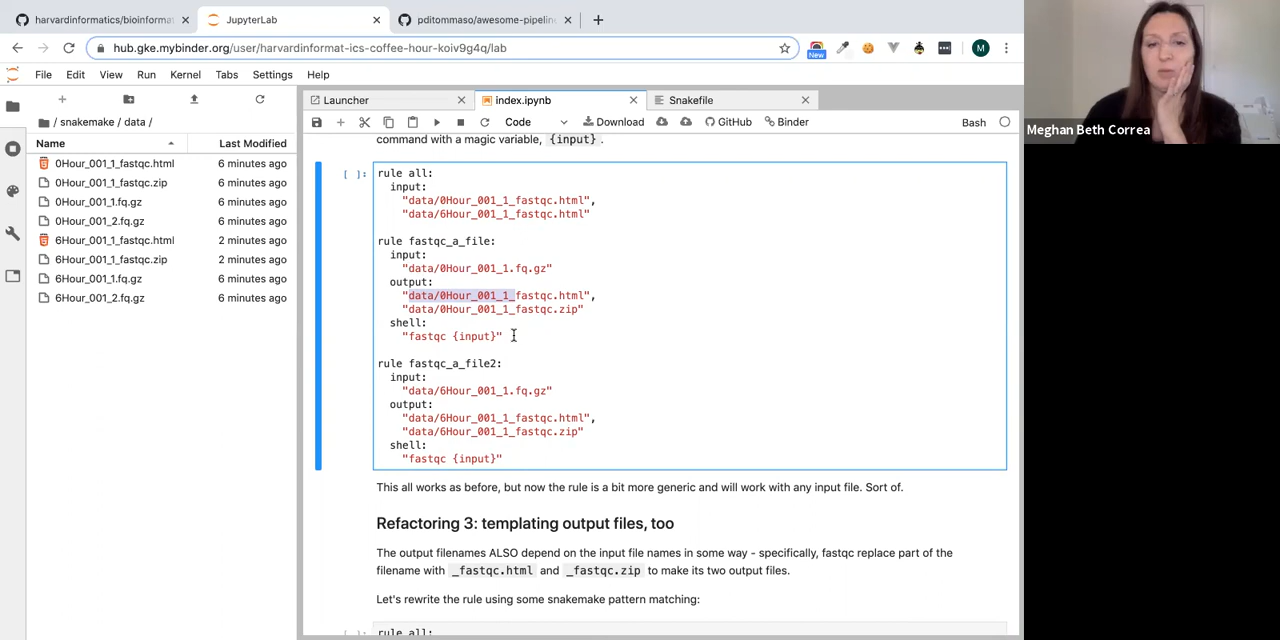 harvardinformatics/bioinformat
JupyterLab
pditommaso/awesome-pipeline
hub.gke.mybinder.org/user/harvardinformat-ics-coffee-hour-koiv9g4q/lab
New
M
File Edit View Run Kernel Tabs Settings Help
Launcher
index.ipynb
Snakefile
Code
Download
GitHub
Binder
Bash
/ snakemake / data /
Name Last Modified
0Hour_001_1_fastqc.html 6 minutes ago
0Hour_001_1_fastqc.zip 6 minutes ago
0Hour_001_1.fq.gz 6 minutes ago
0Hour_001_2.fq.gz 6 minutes ago
6Hour_001_1_fastqc.html 2 minutes ago
6Hour_001_1_fastqc.zip 2 minutes ago
6Hour_001_1.fq.gz 6 minutes ago
6Hour_001_2.fq.gz 6 minutes ago
command with a magic variable, {input} .
[ ]:
rule all:
input:
"data/0Hour_001_1_fastqc.html",
"data/6Hour_001_1_fastqc.html"
rule fastqc_a_file:
input:
"data/0Hour_001_1.fq.gz"
output:
"data/0Hour_001_1_fastqc.html",
"data/0Hour_001_1_fastqc.zip"
shell:
"fastqc {input}"
rule fastqc_a_file2:
input:
"data/6Hour_001_1.fq.gz"
output:
"data/6Hour_001_1_fastqc.html",
"data/6Hour_001_1_fastqc.zip"
shell:
"fastqc {input}"
This all works as before, but now the rule is a bit more generic and will work with any input file. Sort of.
Refactoring 3: templating output files, too
The output filenames ALSO depend on the input file names in some way - specifically, fastqc replace part of the
filename with _fastqc.html and _fastqc.zip to make its two output files.
Let's rewrite the rule using some snakemake pattern matching:
[ ]:
rule all:
Meghan Beth Correa